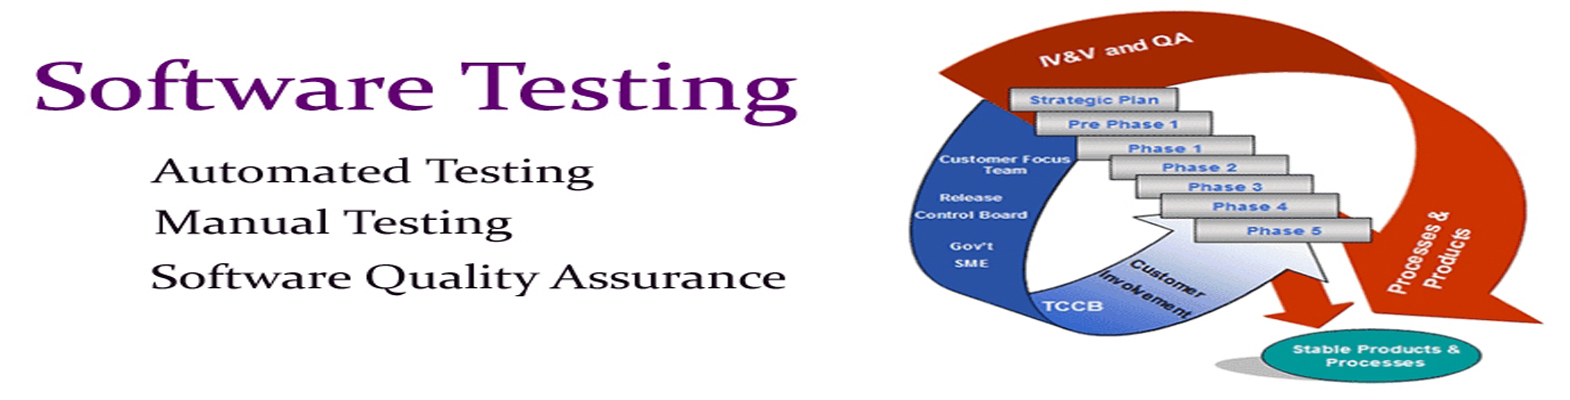 Software Testing
Automated Testing
Manual Testing
Software Quality Assurance
IV&V and QA
Strategic Plan
Pre Phase 1
Phase 1
Phase 2
Phase 3
Phase 4
Phase 5
Customer Focus
Team
Release
Control Board
Gov't
SME
TCCB
Customer
Involvement
Processes &
Products
Stable Products &
Processes